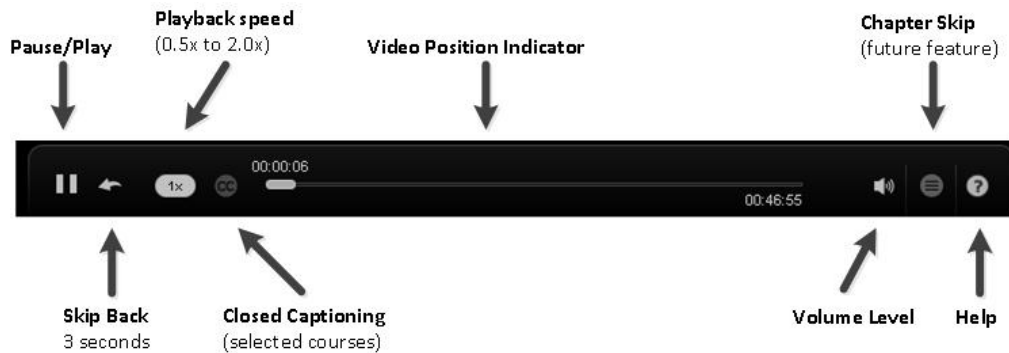 Playback speed
(0.5x to 2.0x)
Pause/Play
Video Position Indicator
Chapter Skip
(future feature)
1x
CC
00:00:06
00:46:55
?
Skip Back
3 seconds
Closed Captioning
(selected courses)
Volume Level
Help